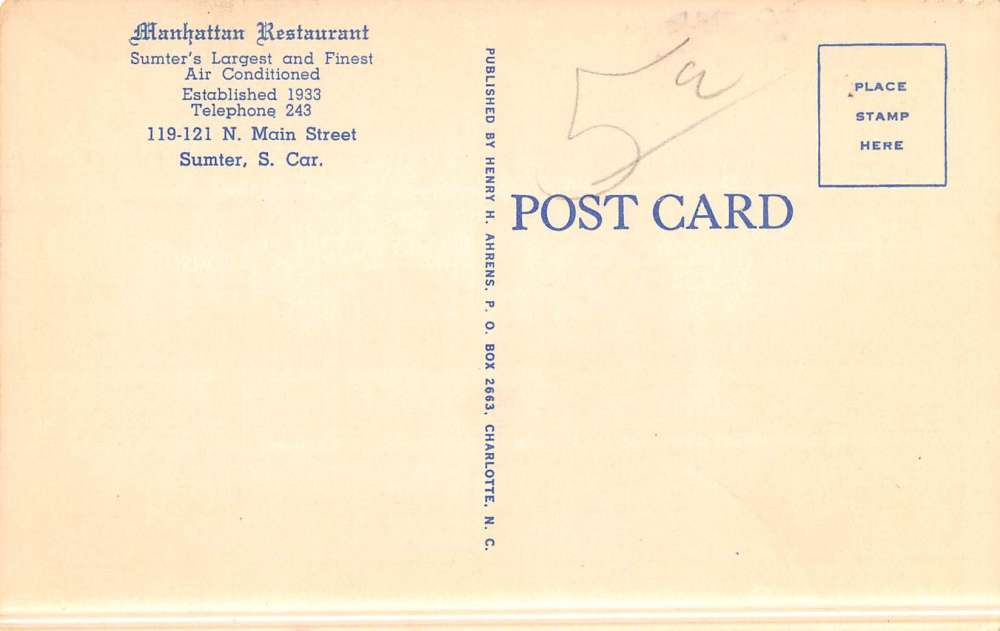 Manhattan Restaurant
Sumter's Largest and Finest
Air Conditioned
Established 1933
Telephone 243
119-121 N. Main Street
Sumter, S. Car.
PUBLISHED BY HENRY H. AHRENS, P. O. BOX 2663, CHARLOTTE, N. C.
5a
POST CARD
PLACE
STAMP
HERE